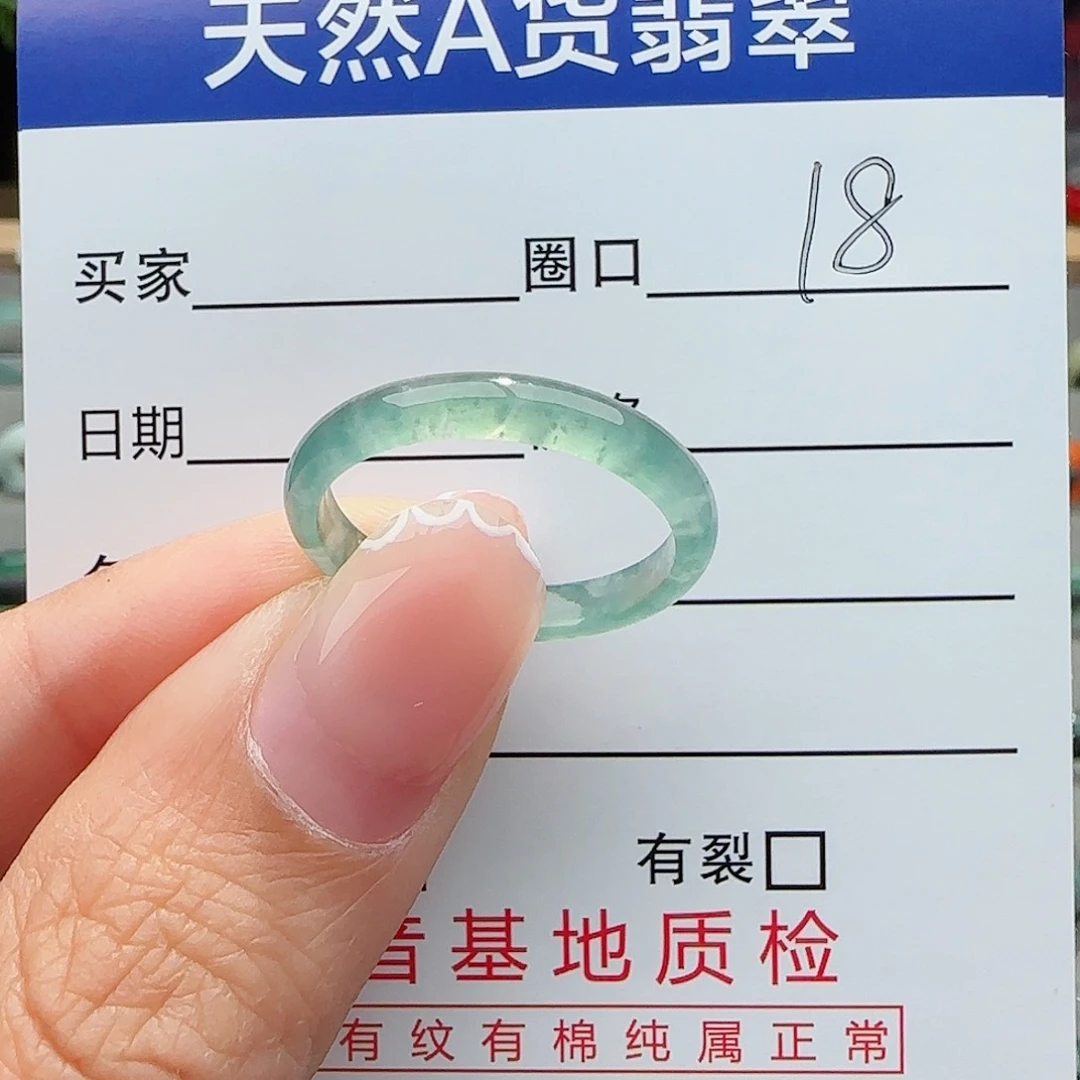 天然A货翡翠
买家 圈口 18
日期
有裂
音基地质检
有纹有棉纯属正常